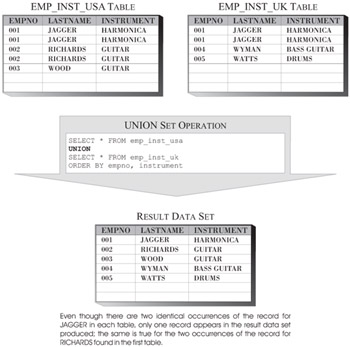 EMP_INST_USA TABLE
EMPNO LASTNAME INSTRUMENT
001 JAGGER HARMONICA
001 JAGGER HARMONICA
002 RICHARDS GUITAR
002 RICHARDS GUITAR
003 WOOD GUITAR
EMP_INST_UK TABLE
EMPNO LASTNAME INSTRUMENT
001 JAGGER HARMONICA
001 JAGGER HARMONICA
004 WYMAN BASS GUITAR
005 WATTS DRUMS
UNION SET OPERATION
SELECT * FROM emp_inst_usa
UNION
SELECT * FROM emp_inst_uk
ORDER BY empno, instrument
RESULT DATA SET
EMPNO LASTNAME INSTRUMENT
001 JAGGER HARMONICA
002 RICHARDS GUITAR
003 WOOD GUITAR
004 WYMAN BASS GUITAR
005 WATTS DRUMS
Even though there are two identical occurrences of the record for
JAGGER in each table, only one record appears in the result data set
produced; the same is true for the two occurrences of the record for
RICHARDS found in the first table.